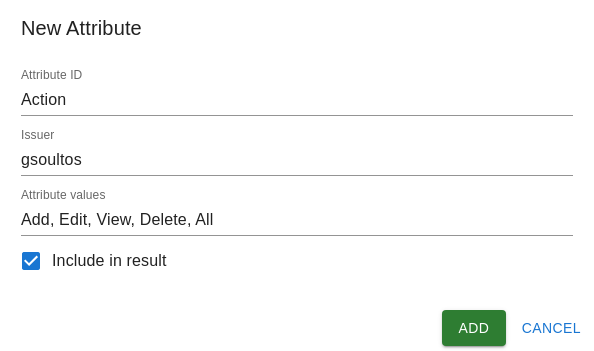 New Attribute
Attribute ID
Action
Issuer
gsoultos
Attribute values
Add, Edit, View, Delete, All
Include in result
ADD CANCEL